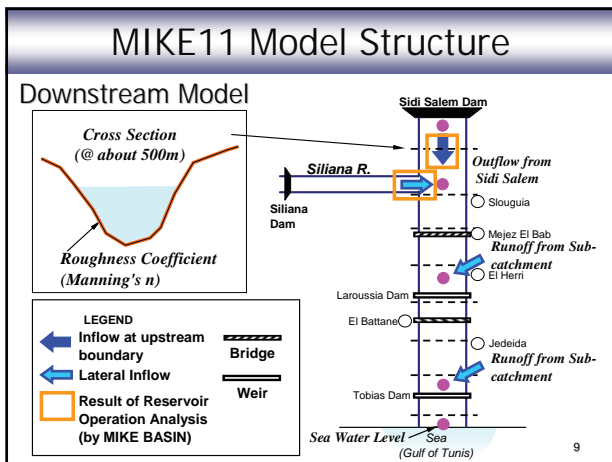 MIKE11 Model Structure
Downstream Model
Cross Section
(@ about 500m)
Roughness Coefficient
(Manning's n)
LEGEND
Inflow at upstream
boundary
Lateral Inflow
Result of Reservoir
Operation Analysis
(by MIKE BASIN)
Bridge
Weir
Sidi Salem Dam
Siliana R.
Siliana
Dam
Outflow from
Sidi Salem
Slouguia
Mejez El Bab
Runoff from Sub-
catchment
El Herri
Laroussia Dam
El Battane
Jedeida
Runoff from Sub-
catchment
Tobias Dam
Sea Water Level
Sea
(Gulf of Tunis)
9